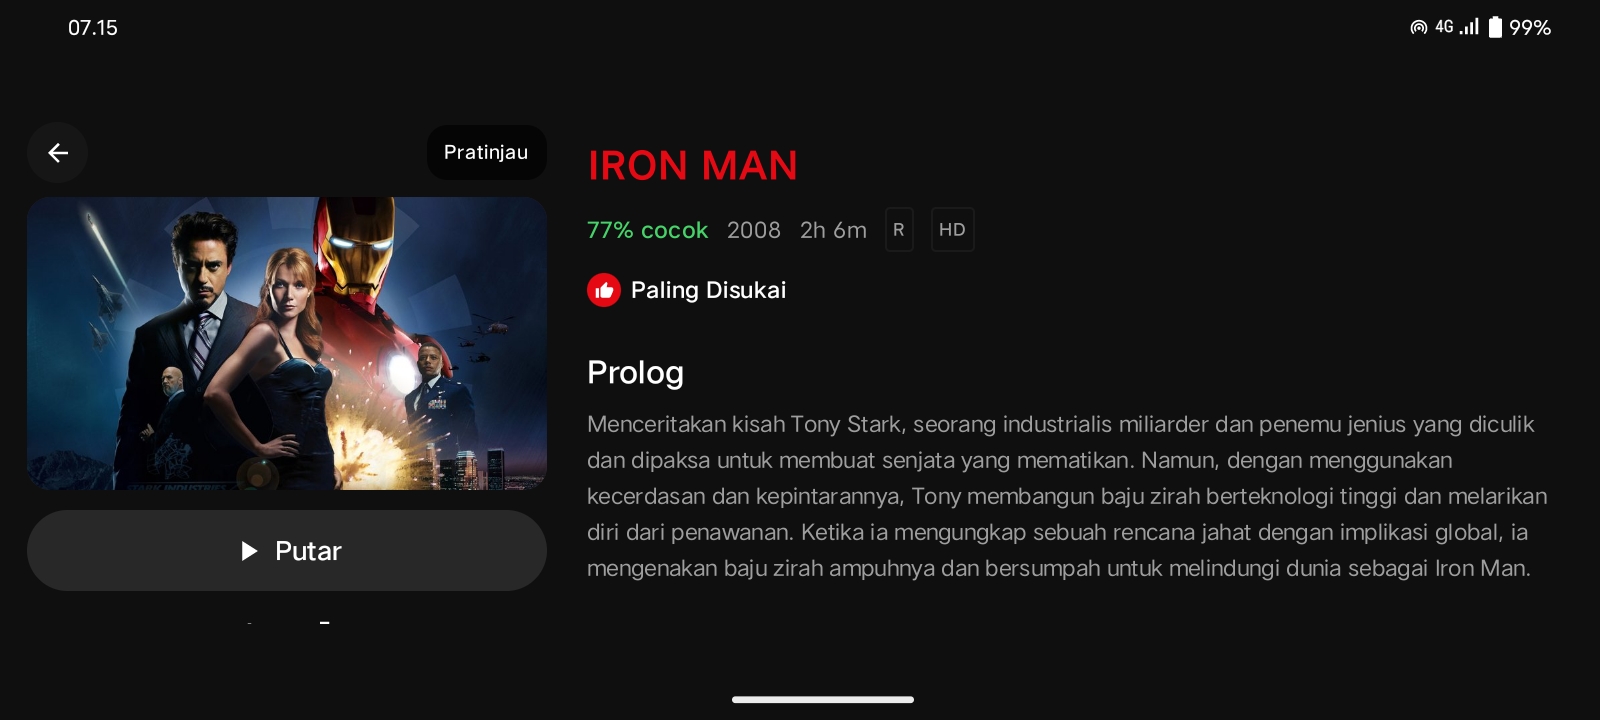 07.15
4G 99%
Pratinjau
IRON MAN
77% cocok 2008 2h 6m R HD
Paling Disukai
Prolog
Menceritakan kisah Tony Stark, seorang industrialis miliarder dan penemu jenius yang diculik
dan dipaksa untuk membuat senjata yang mematikan. Namun, dengan menggunakan
kecerdasan dan kepintarannya, Tony membangun baju zirah berteknologi tinggi dan melarikan
diri dari penawanan. Ketika ia mengungkap sebuah rencana jahat dengan implikasi global, ia
mengenakan baju zirah ampuhnya dan bersumpah untuk melindungi dunia sebagai Iron Man.
STARK INDUSTRIES
Putar